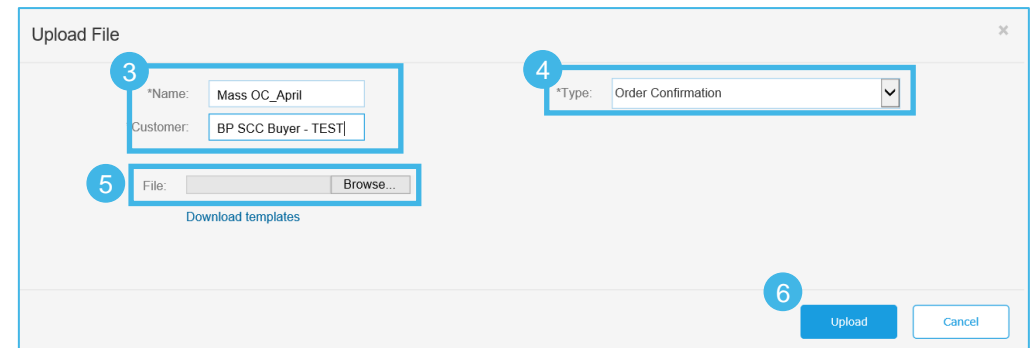 Upload File
×
3
*Name: Mass OC_April
Customer: BP SCC Buyer - TEST
4
*Type: Order Confirmation
5
File: Browse...
Download templates
6
Upload Cancel